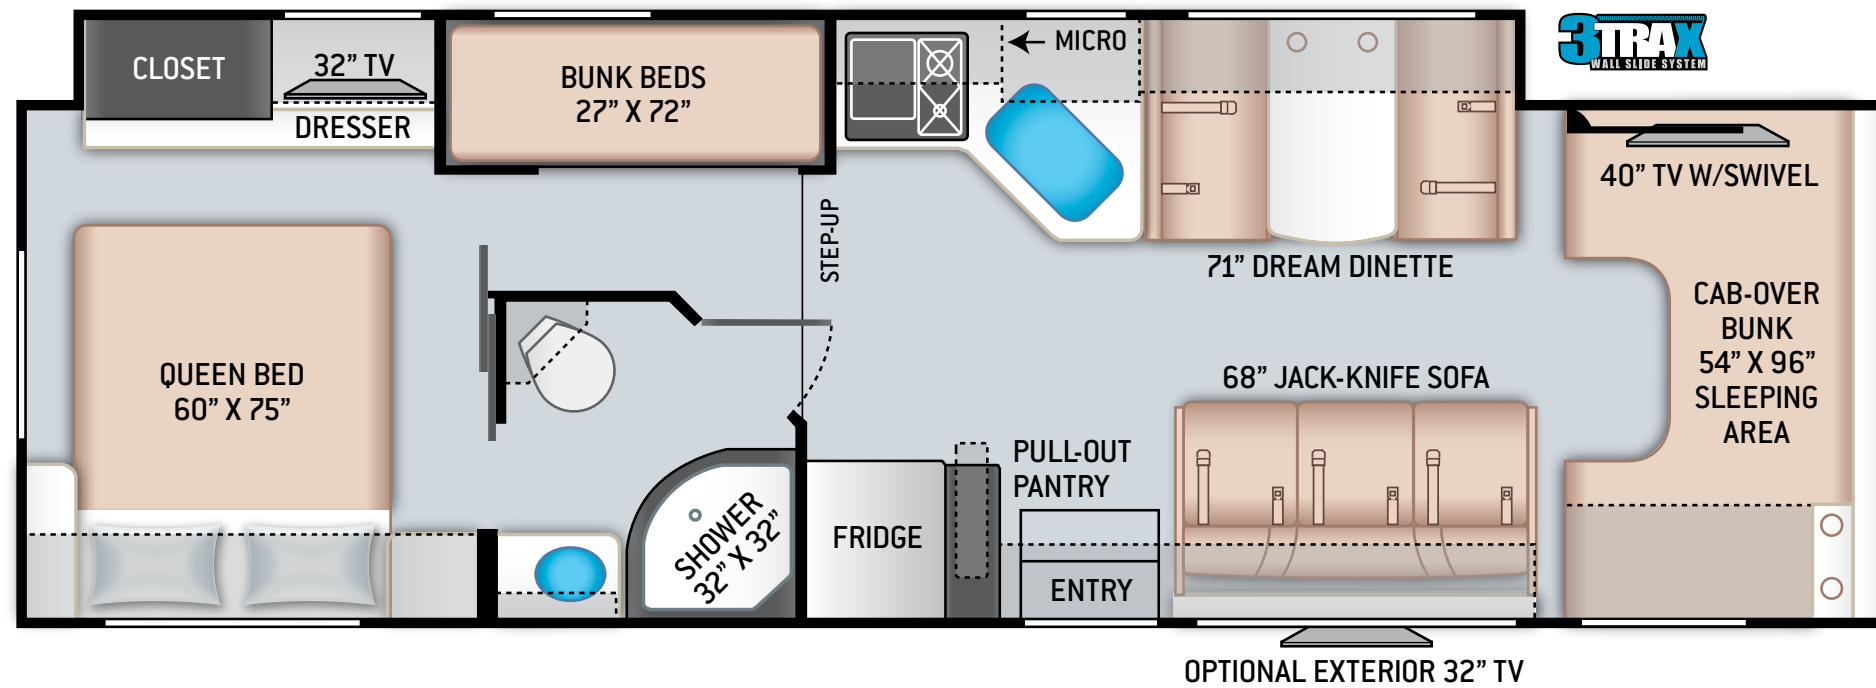 CLOSET
32” TV
DRESSER
BUNK BEDS
27” X 72”
MICRO
3TRAX
WALL SLIDE SYSTEM
40” TV W/SWIVEL
STEP-UP
71” DREAM DINETTE
CAB-OVER
BUNK
54” X 96”
SLEEPING
AREA
QUEEN BED
60” X 75”
68” JACK-KNIFE SOFA
PULL-OUT
PANTRY
SHOWER
32” X 32”
FRIDGE
ENTRY
OPTIONAL EXTERIOR 32” TV